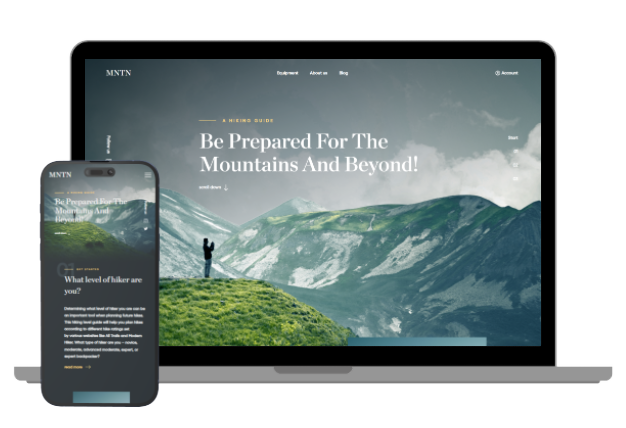 MNTN
Equipment About us Blog
Account
A HIKING GUIDE
Be Prepared For The
Mountains And Beyond!
scroll down
Follow us
Start
MNTN
Be Prepared For The
Mountains And
Beyond!
GET STARTED
What level of hiker are
you?
Determining what level of hiker you are can be
an important tool when planning future hikes.
This hiking level guide will help you plan hikes
according to different hike ratings set
by various websites like All Trails and Modern
Hiker. What type of hiker are you – novice,
moderate, advanced moderate, expert, or
expert backpacker?